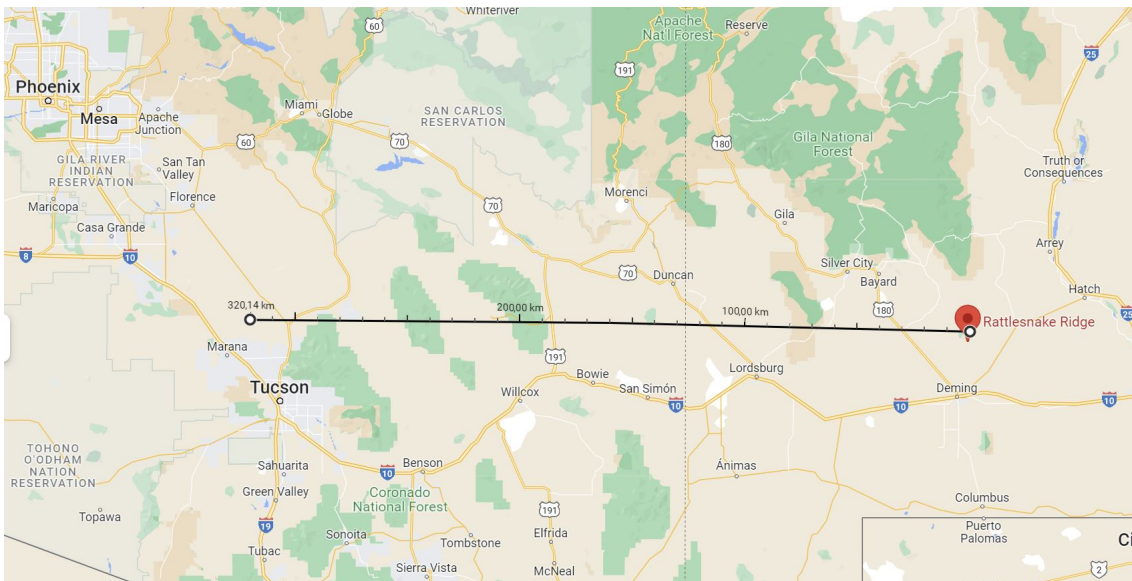 Whiteriver
60
Apache
Nat'l Forest
Reserve
25
191
Phoenix
Mesa
Apache
Junction
Miami
Globe
SAN CARLOS
RESERVATION
60
70
180
Gila National
Forest
GILA RIVER
INDIAN
RESERVATION
San Tan
Valley
Truth or
Consequences
Florence
Maricopa
Morenci
70
Gila
Casa Grande
8
10
Arrey
Silver City
Bayard
70
Duncan
Hatch
320,14 km
200,00 km
100,00 km
180
25
Rattlesnake Ridge
Marana
191
Tucson
Bowie
San Simón
Lordsburg
Willcox
10
Deming
10
10
TOHONO
O'ODHAM
NATION
RESERVATION
Sahuarita
10
Benson
Ánimas
Green Valley
Coronado
National Forest
191
Columbus
Topawa
19
Puerto
Palomas
Sonoita
Tombstone
Elfrida
Ci
Tubac
Sierra Vista
McNeal
2